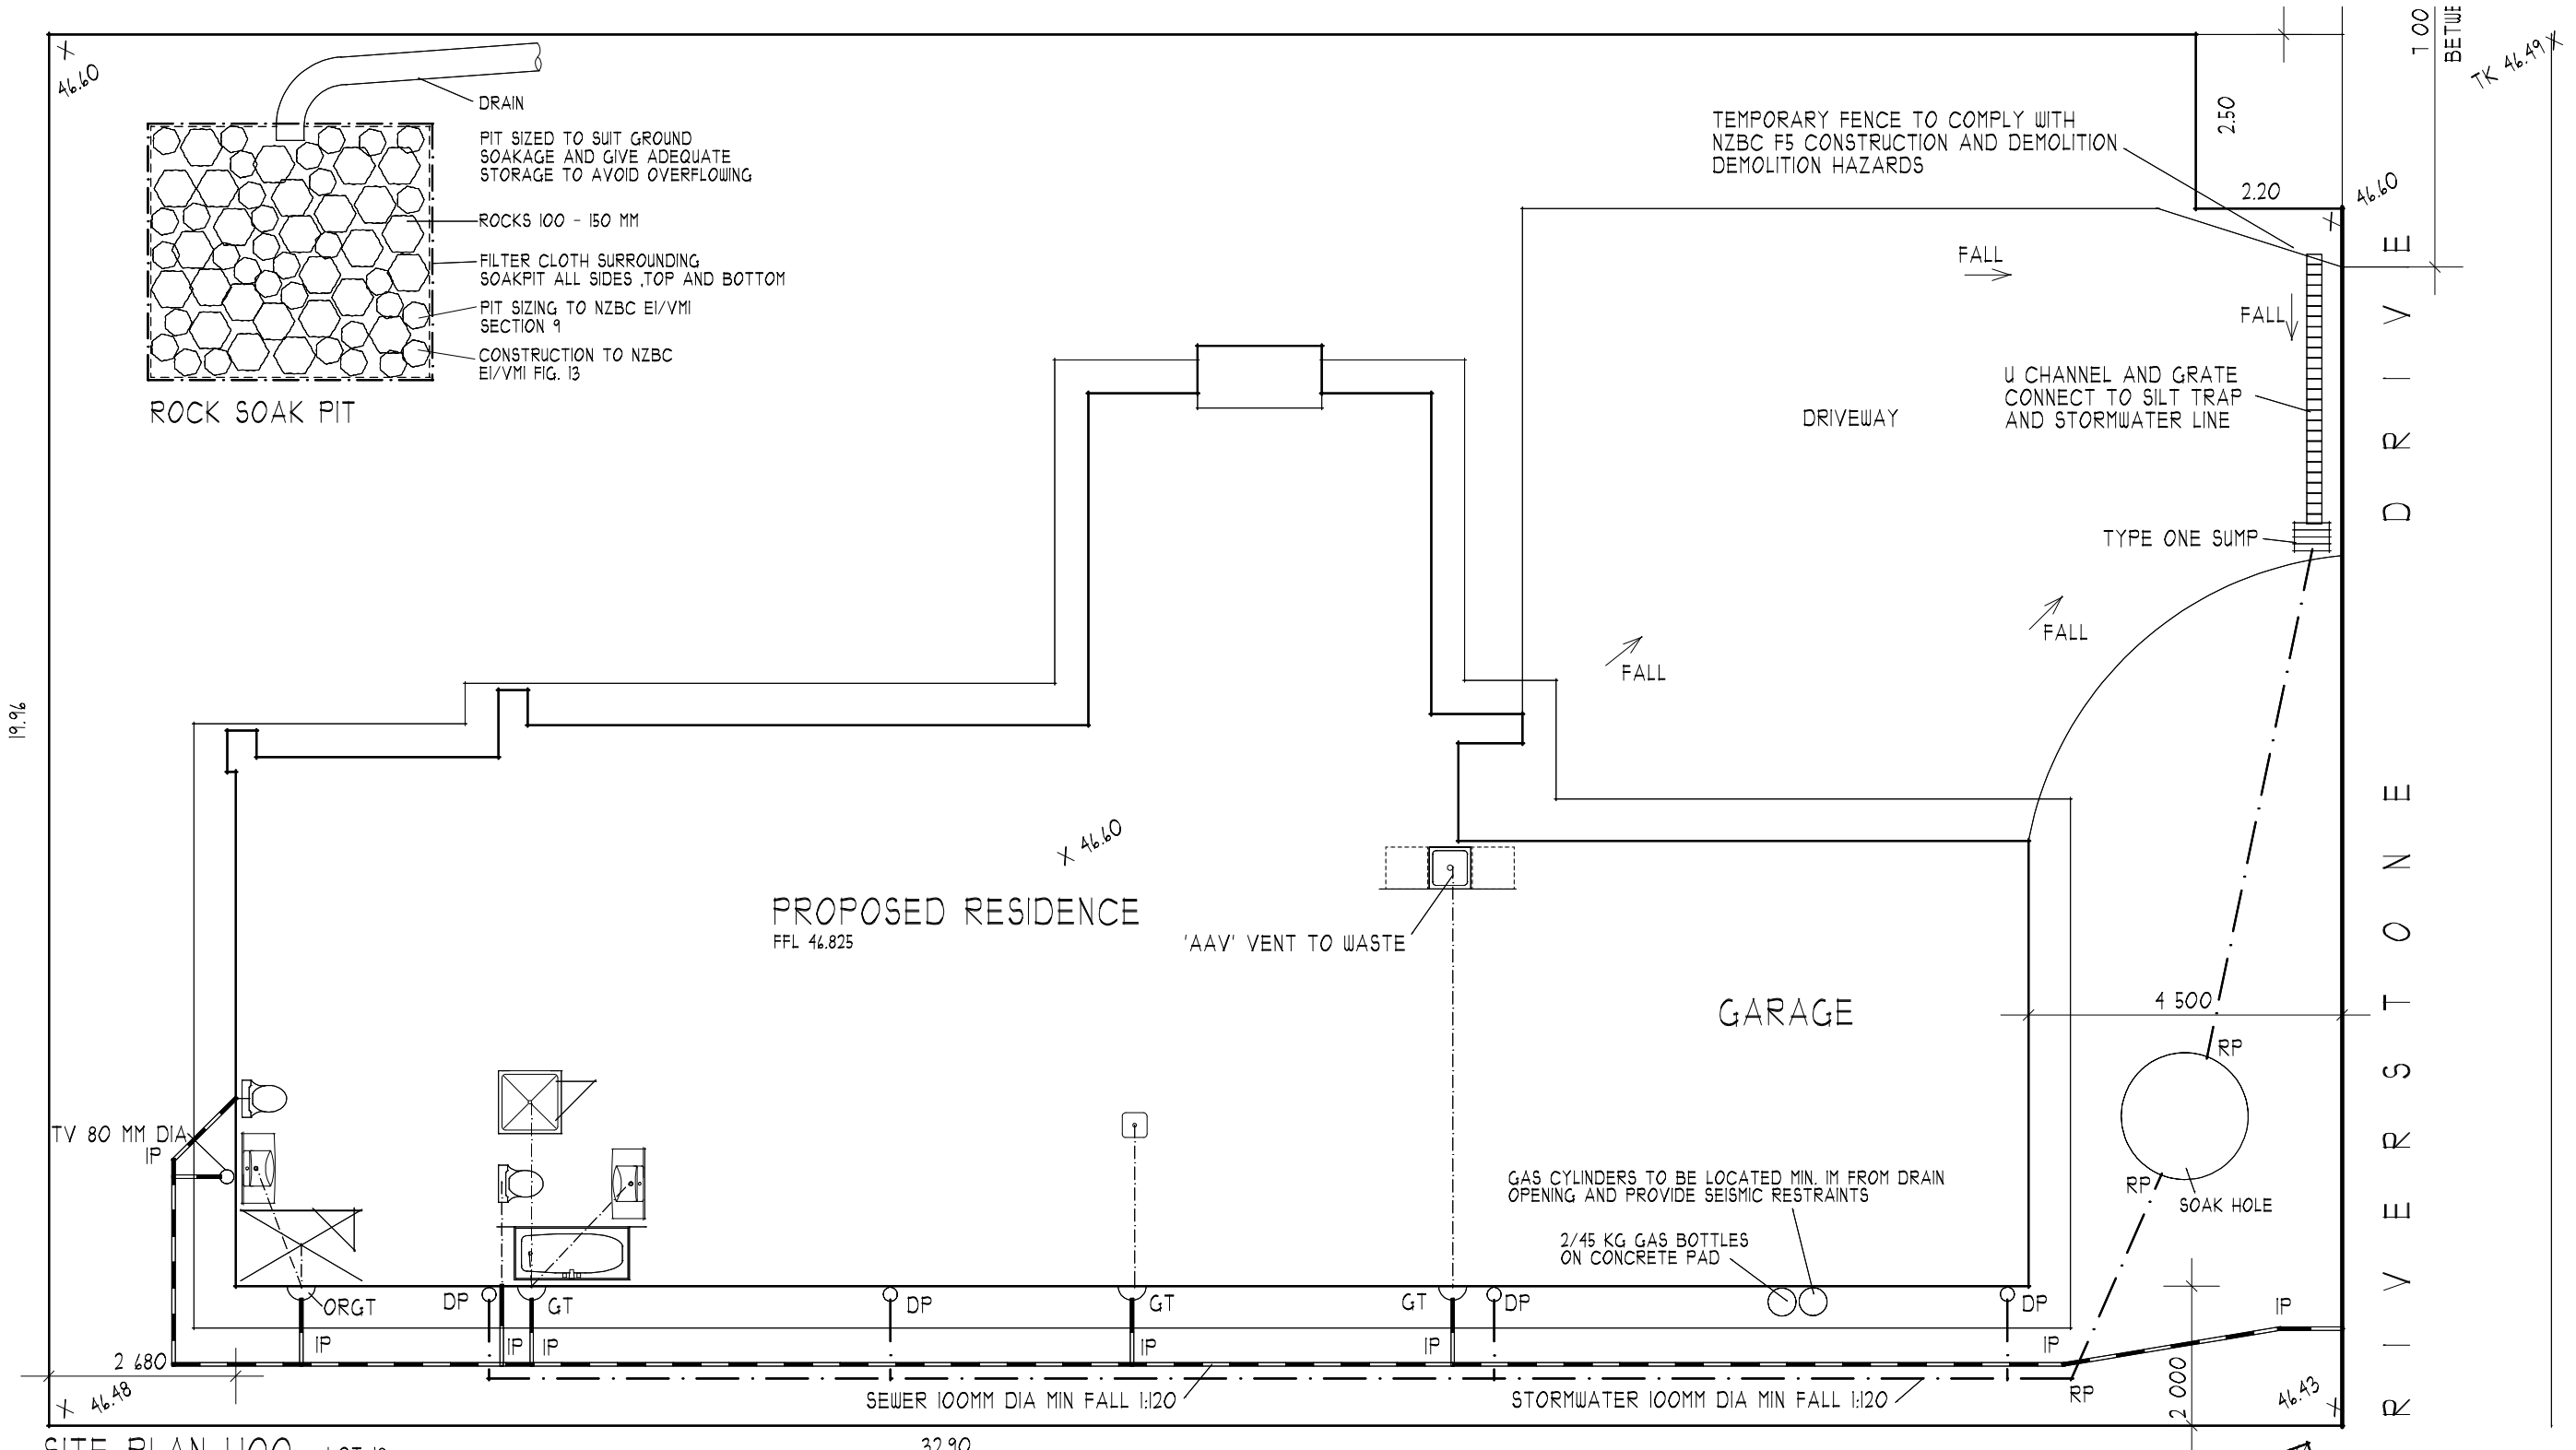 46.60
DRAIN
PIT SIZED TO SUIT GROUND
SOAKAGE AND GIVE ADEQUATE
STORAGE TO AVOID OVERFLOWING
ROCKS 100 - 150 MM
FILTER CLOTH SURROUNDING
SOAKPIT ALL SIDES ,TOP AND BOTTOM
PIT SIZING TO NZBC E1/VM1
SECTION 9
CONSTRUCTION TO NZBC
E1/VM1 FIG. 13
ROCK SOAK PIT
TEMPORARY FENCE TO COMPLY WITH
NZBC F5 CONSTRUCTION AND DEMOLITION
DEMOLITION HAZARDS
2.50
2.20
46.60
1 00
TK 46.49
FALL
FALL
U CHANNEL AND GRATE
CONNECT TO SILT TRAP
AND STORMWATER LINE
DRIVEWAY
TYPE ONE SUMP
FALL
FALL
RIVERSTONE DRIVE
19.96
46.60
PROPOSED RESIDENCE
FFL 46.825
'AAV' VENT TO WASTE
GARAGE
4 500
RP
RP
SOAK HOLE
TV 80 MM DIA
IP
GAS CYLINDERS TO BE LOCATED MIN. 1M FROM DRAIN
OPENING AND PROVIDE SEISMIC RESTRAINTS
2/45 KG GAS BOTTLES
ON CONCRETE PAD
ORGT
DP
GT
DP
GT
GT
DP
DP
IP
IP
IP
IP
IP
IP
IP
IP
2 680
46.48
SEWER 100MM DIA MIN FALL 1:120
STORMWATER 100MM DIA MIN FALL 1:120
RP
2 000
46.43
SITE PLAN
32.90